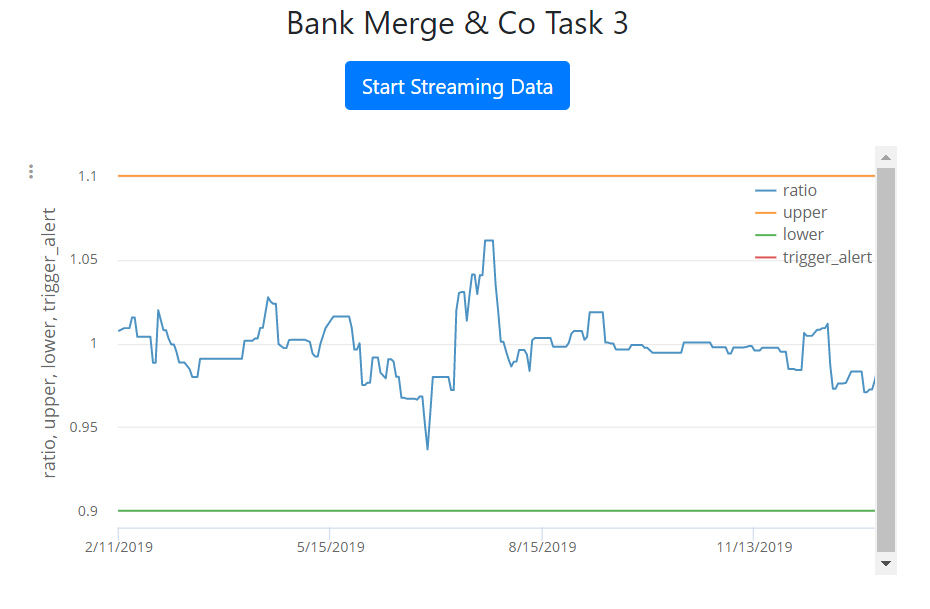 Bank Merge & Co Task 3
Start Streaming Data
ratio, upper, lower, trigger_alert
1.1
1.05
1
0.95
0.9
ratio
upper
lower
trigger_alert
2/11/2019
5/15/2019
8/15/2019
11/13/2019